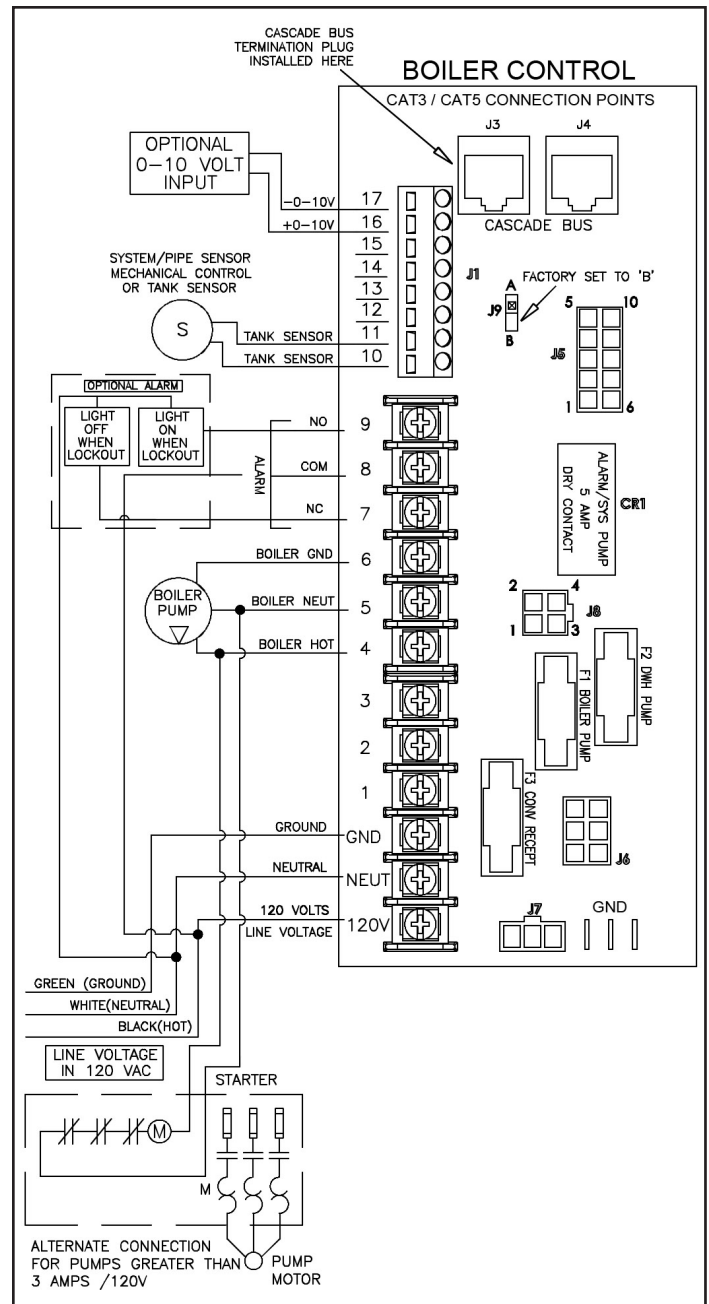 CASCADE BUS
TERMINATION PLUG
INSTALLED HERE
BOILER CONTROL
CAT3 / CAT5 CONNECTION POINTS
J3
J4
CASCADE BUS
OPTIONAL
0-10 VOLT
INPUT
-0-10V
+0-10V
17
16
15
14
13
12
11
10
J1
SYSTEM/PIPE SENSOR
MECHANICAL CONTROL
OR TANK SENSOR
S
TANK SENSOR
TANK SENSOR
A
FACTORY SET TO 'B'
J9
B
5
10
J5
1
6
OPTIONAL ALARM
LIGHT
OFF
WHEN
LOCKOUT
LIGHT
ON
WHEN
LOCKOUT
ALARM
NO
COM
NC
9
8
7
ALARM/SYS PUMP
5 AMP
DRY CONTACT
CR1
BOILER GND
BOILER NEUT
BOILER HOT
BOILER
PUMP
6
5
4
3
2
1
2
4
J8
1
3
F2 DWH PUMP
F1 BOILER PUMP
F3 CONV RECEPT
J6
GROUND
GND
NEUTRAL
NEUT
120 VOLTS
LINE VOLTAGE
120V
J7
GND
GREEN (GROUND)
WHITE(NEUTRAL)
BLACK(HOT)
LINE VOLTAGE
IN 120 VAC
STARTER
M
M
ALTERNATE CONNECTION
FOR PUMPS GREATER THAN
3 AMPS /120V
PUMP
MOTOR